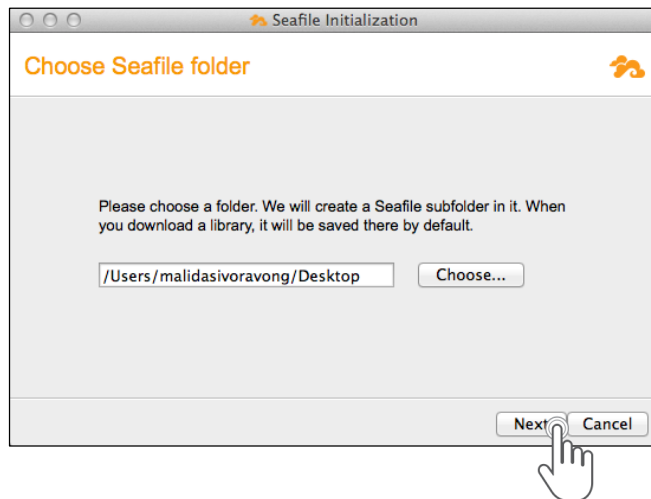 Seafile Initialization
Choose Seafile folder
Please choose a folder. We will create a Seafile subfolder in it. When
you download a library, it will be saved there by default.
/Users/malidasivoravong/Desktop
Choose...
Next
Cancel